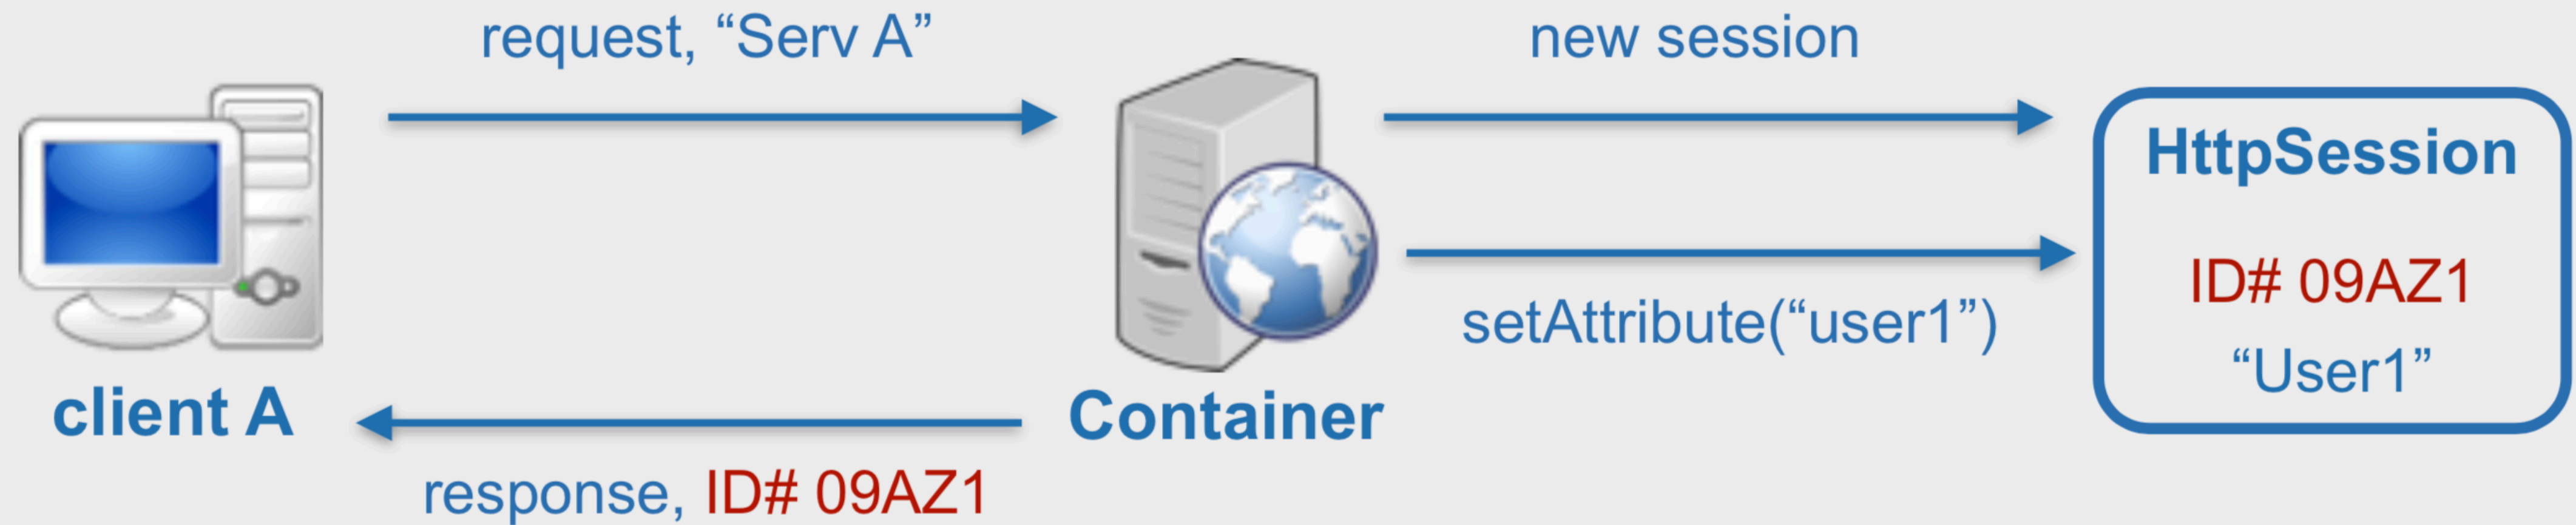 request, “Serv A”
new session
HttpSession
ID# 09AZ1
setAttribute(“user1”)
“User1”
client A
Container
response, ID# 09AZ1